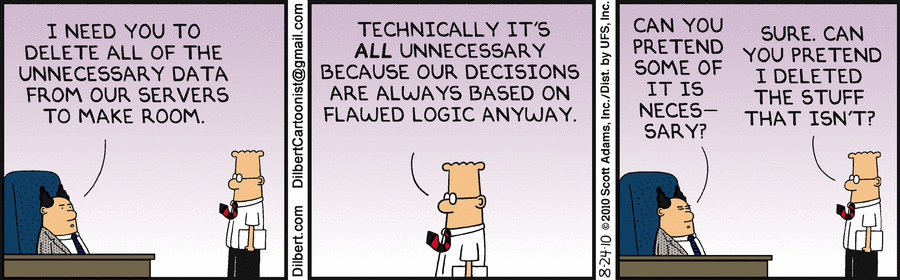 I NEED YOU TO
DELETE ALL OF THE
UNNECESSARY DATA
FROM OUR SERVERS
TO MAKE ROOM.
Dilbert.com DilbertCartoonist@gmail.com
TECHNICALLY IT'S
ALL UNNECESSARY
BECAUSE OUR DECISIONS
ARE ALWAYS BASED ON
FLAWED LOGIC ANYWAY.
8-24-10 ©2010 Scott Adams, Inc./Dist. by UFS, Inc.
CAN YOU
PRETEND
SOME OF
IT IS
NECES-
SARY?
SURE. CAN
YOU PRETEND
I DELETED
THE STUFF
THAT ISN'T?